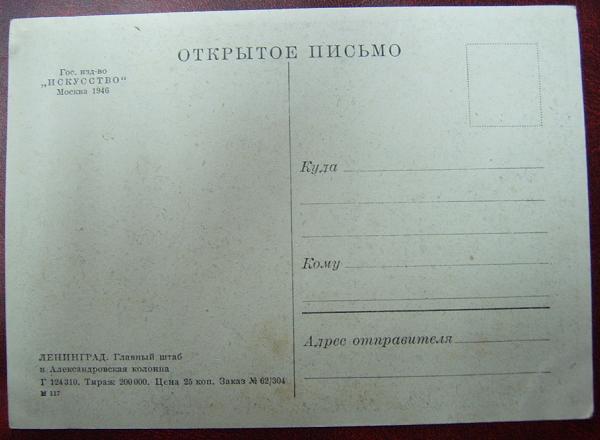 ОТКРЫТОЕ ПИСЬМО
Гос. изд-во
„ИСКУССТВО“
Москва 1946
Куда
Кому
Адрес отправителя
ЛЕНИНГРАД. Главный штаб
и Александровская колонна
Г 124310. Тираж 200000. Цена 25 коп. Заказ № 62/304
М 117